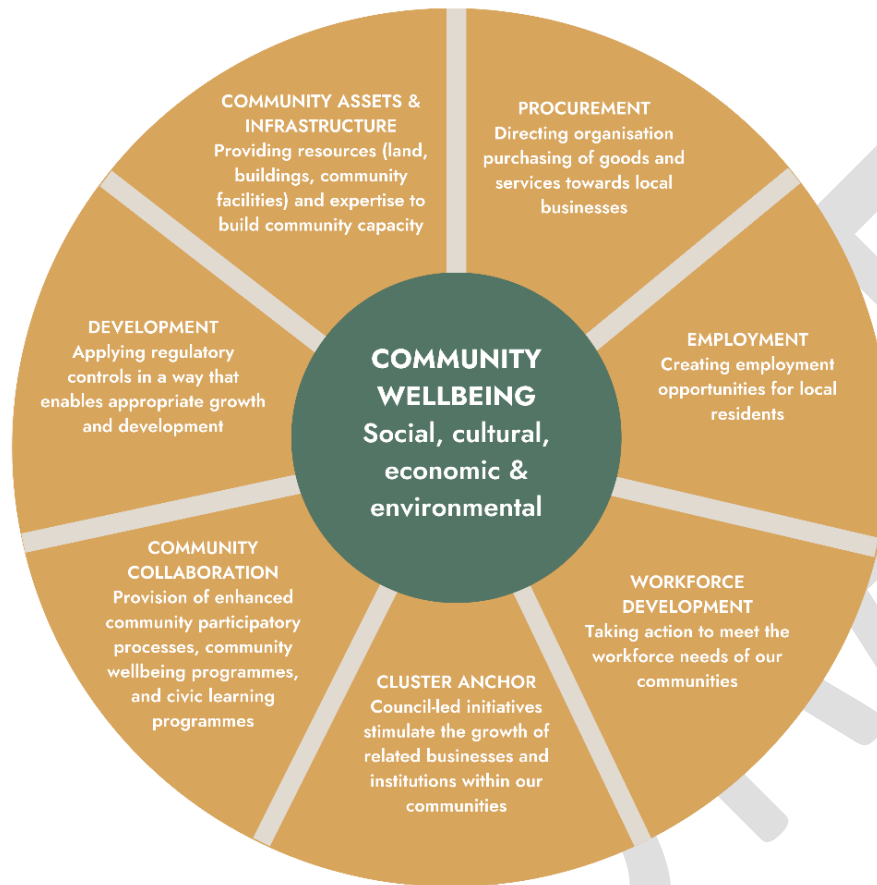 COMMUNITY ASSETS &
INFRASTRUCTURE
Providing resources (land,
buildings, community
facilities) and expertise to
build community capacity
PROCUREMENT
Directing organisation
purchasing of goods and
services towards local
businesses
EMPLOYMENT
Creating employment
opportunities for local
residents
WORKFORCE
DEVELOPMENT
Taking action to meet the
workforce needs of our
communities
CLUSTER ANCHOR
Council-led initiatives
stimulate the growth of
related businesses and
institutions within our
communities
COMMUNITY
COLLABORATION
Provision of enhanced
community participatory
processes, community
wellbeing programmes,
and civic learning
programmes
DEVELOPMENT
Applying regulatory
controls in a way that
enables appropriate growth
and development
COMMUNITY
WELLBEING
Social, cultural,
economic &
environmental